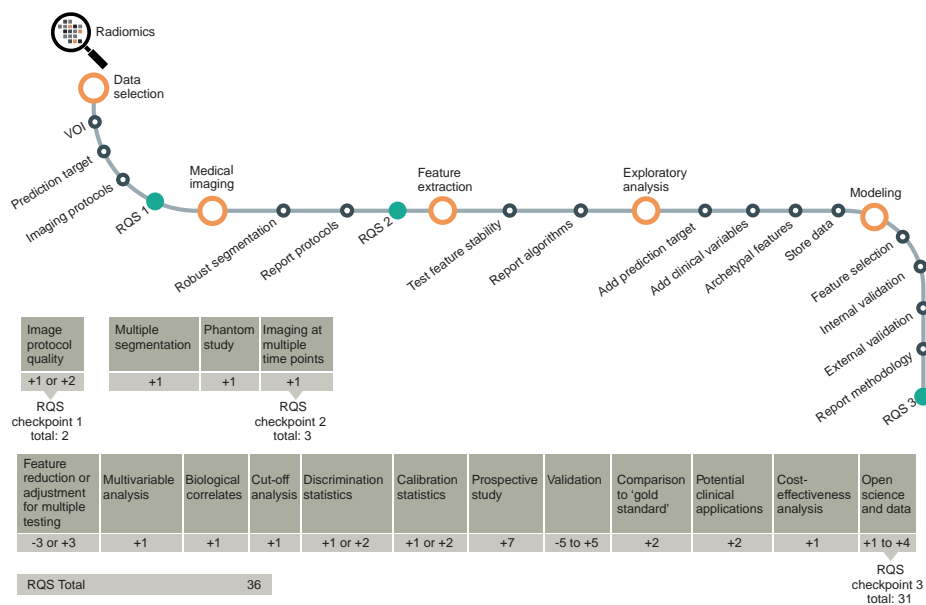 Radiomics
Data
selection
VOI
Prediction target
Imaging protocols
RQS 1
Medical
imaging
Robust segmentation
Report protocols
RQS 2
Feature
extraction
Test feature stability
Report algorithms
Exploratory
analysis
Add prediction target
Add clinical variables
Archetypal features
Store data
Modeling
Feature selection
Internal validation
External validation
Report methodology
RQS 3
Image
protocol
quality
+1 or +2
RQS
checkpoint 1
total: 2
Multiple
segmentation
+1
Phantom
study
+1
Imaging at
multiple
time points
+1
RQS
checkpoint 2
total: 3
Feature
reduction or
adjustment
for multiple
testing
-3 or +3
Multivariable
analysis
+1
Biological
correlates
+1
Cut-off
analysis
+1
Discrimination
statistics
+1 or +2
Calibration
statistics
+1 or +2
Prospective
study
+7
Validation
-5 to +5
Comparison
to ‘gold
standard’
+2
Potential
clinical
applications
+2
Cost-
effectiveness
analysis
+1
Open
science
and data
+1 to +4
RQS
checkpoint 3
total: 31
RQS Total 36